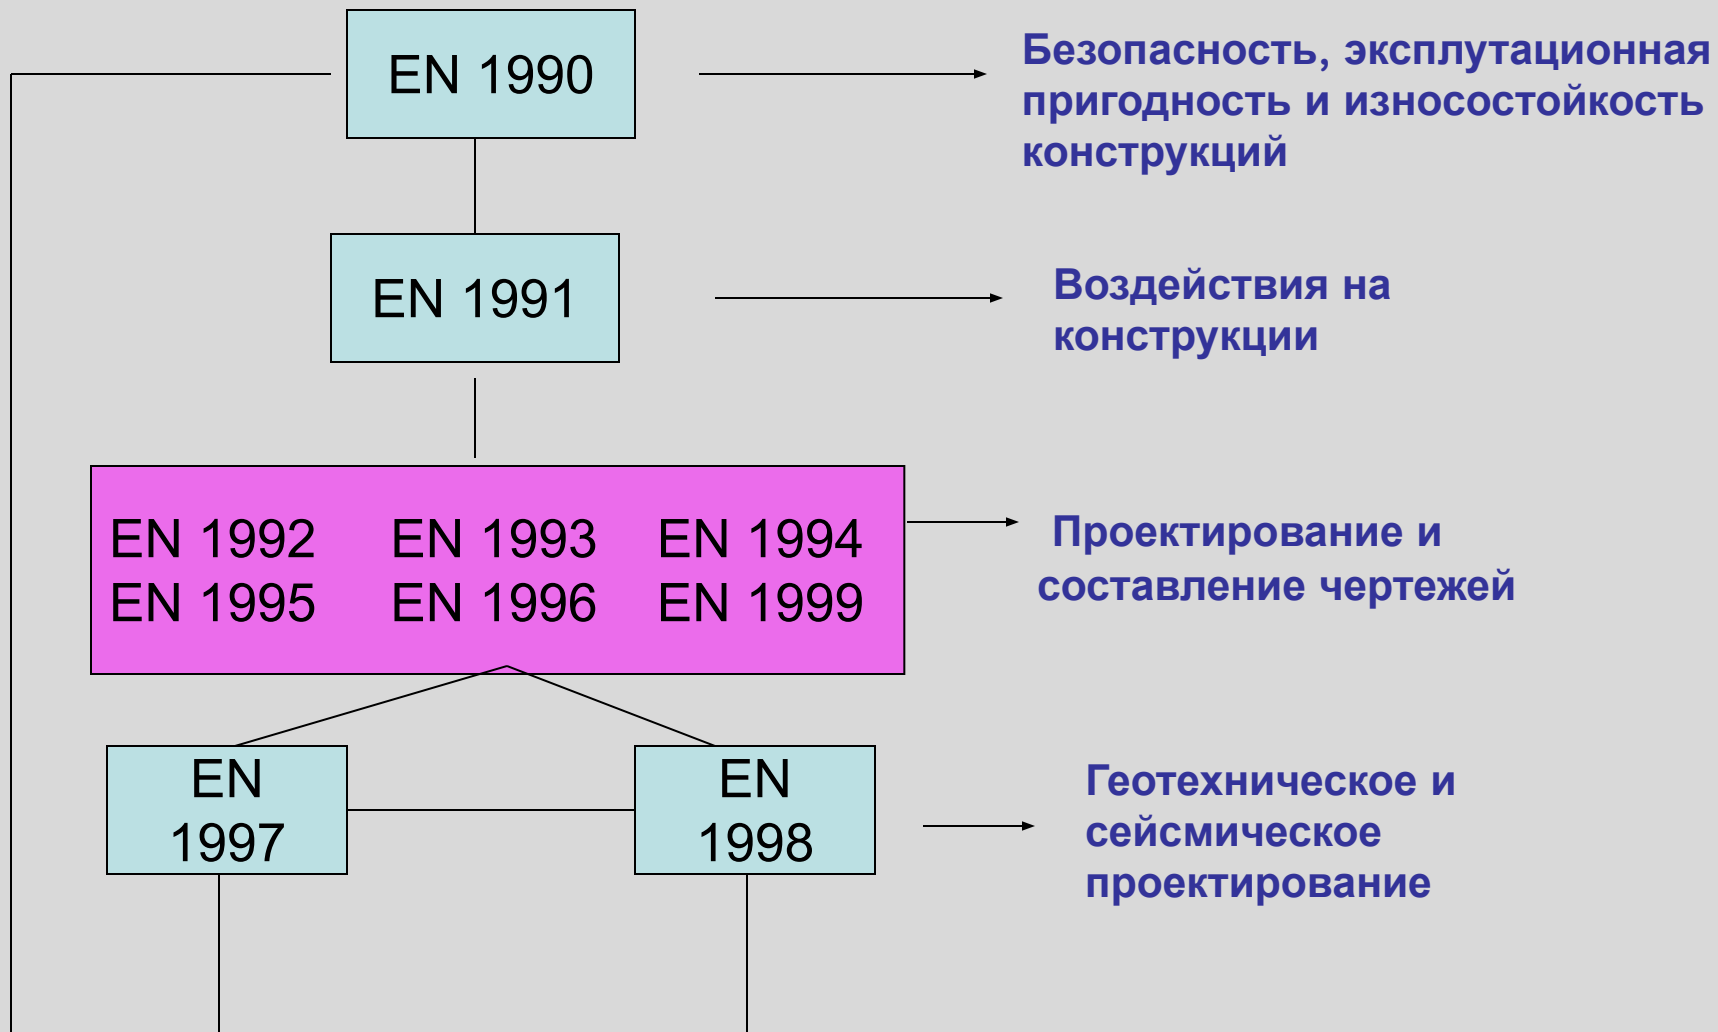 EN 1990
Безопасность, эксплутационная
пригодность и износостойкость
конструкций
EN 1991
Воздействия на
конструкции
EN 1992 EN 1993 EN 1994
EN 1995 EN 1996 EN 1999
Проектирование и
составление чертежей
EN
1997
EN
1998
Геотехническое и
сейсмическое
проектирование